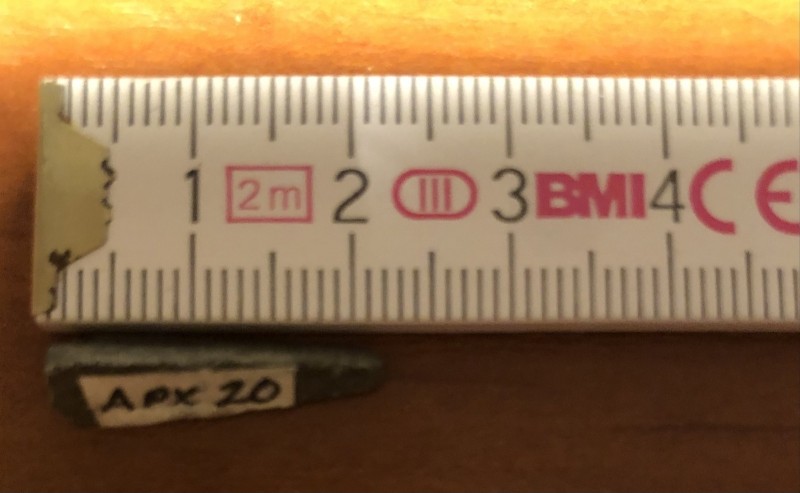 1 2m 2 III 3 BMI 4 CE
APX 20